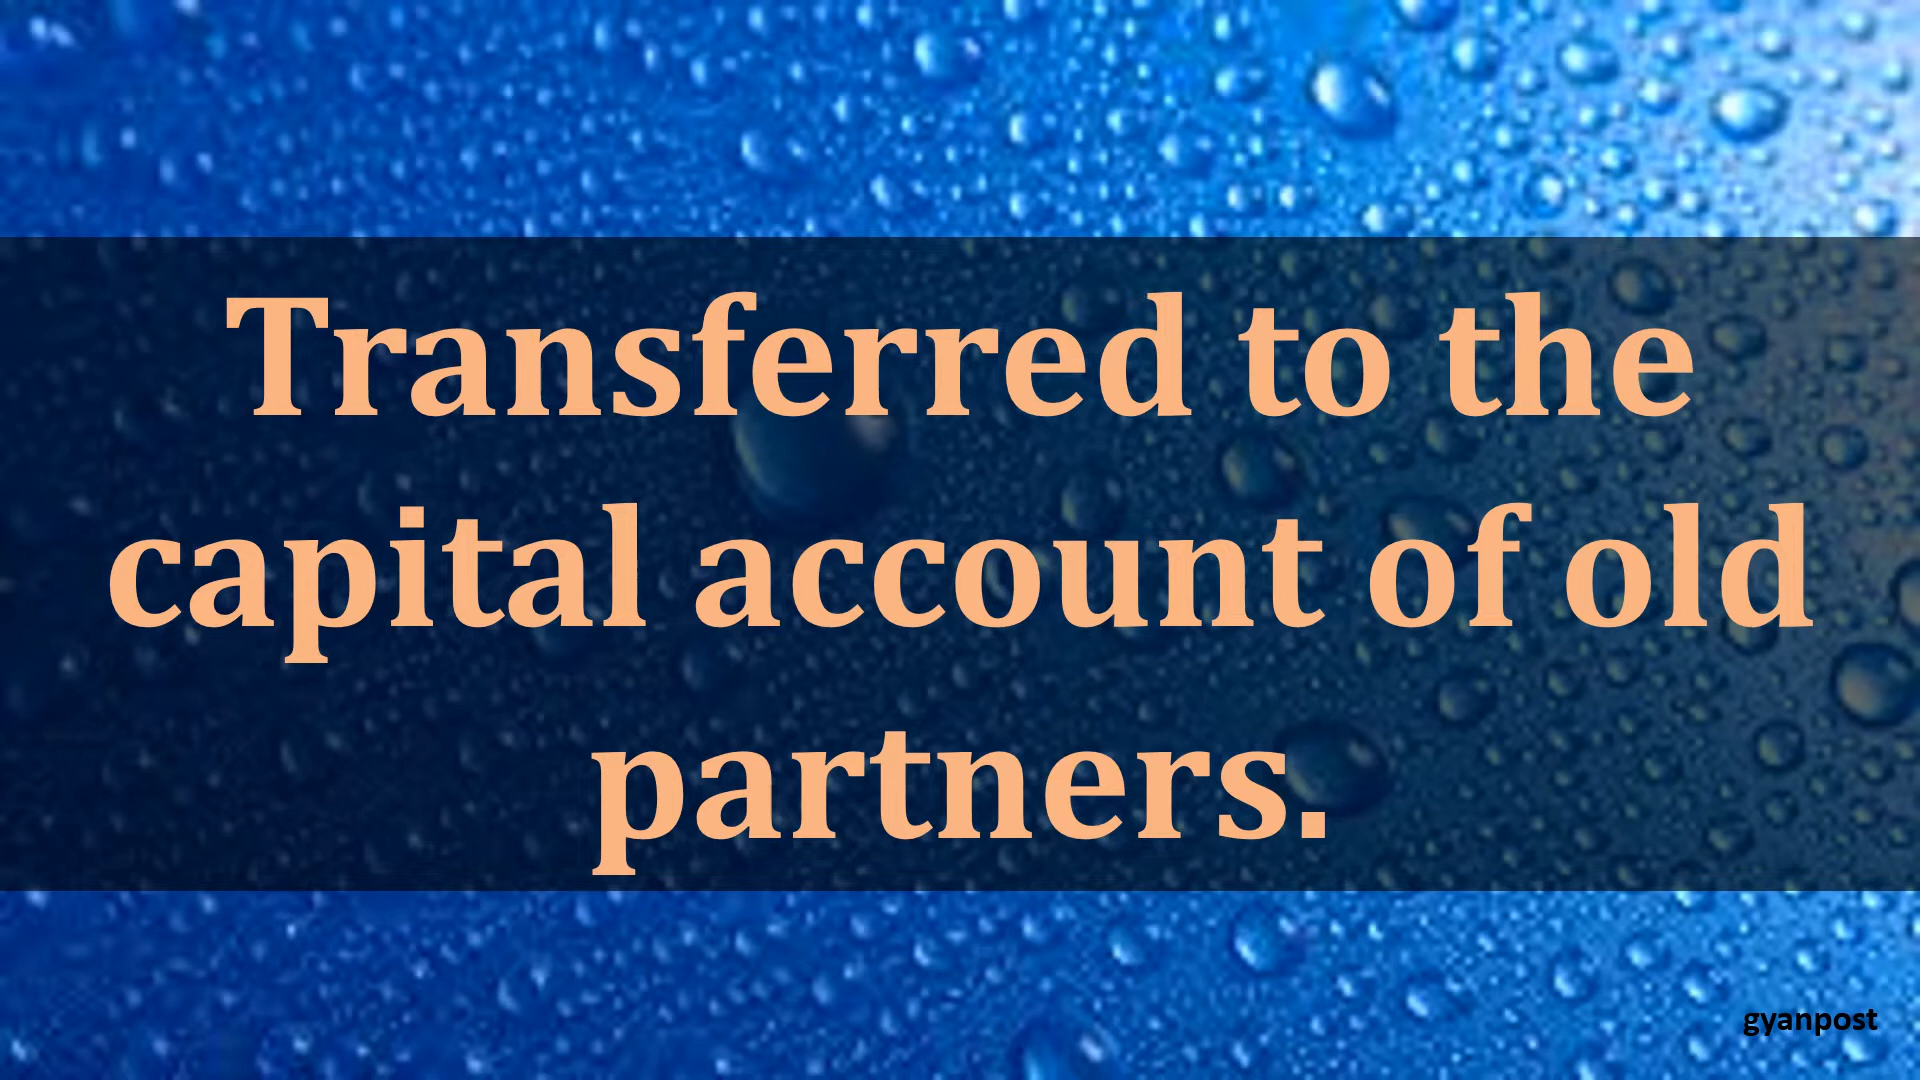 Transferred to the
capital account of old
partners.
gyanpost